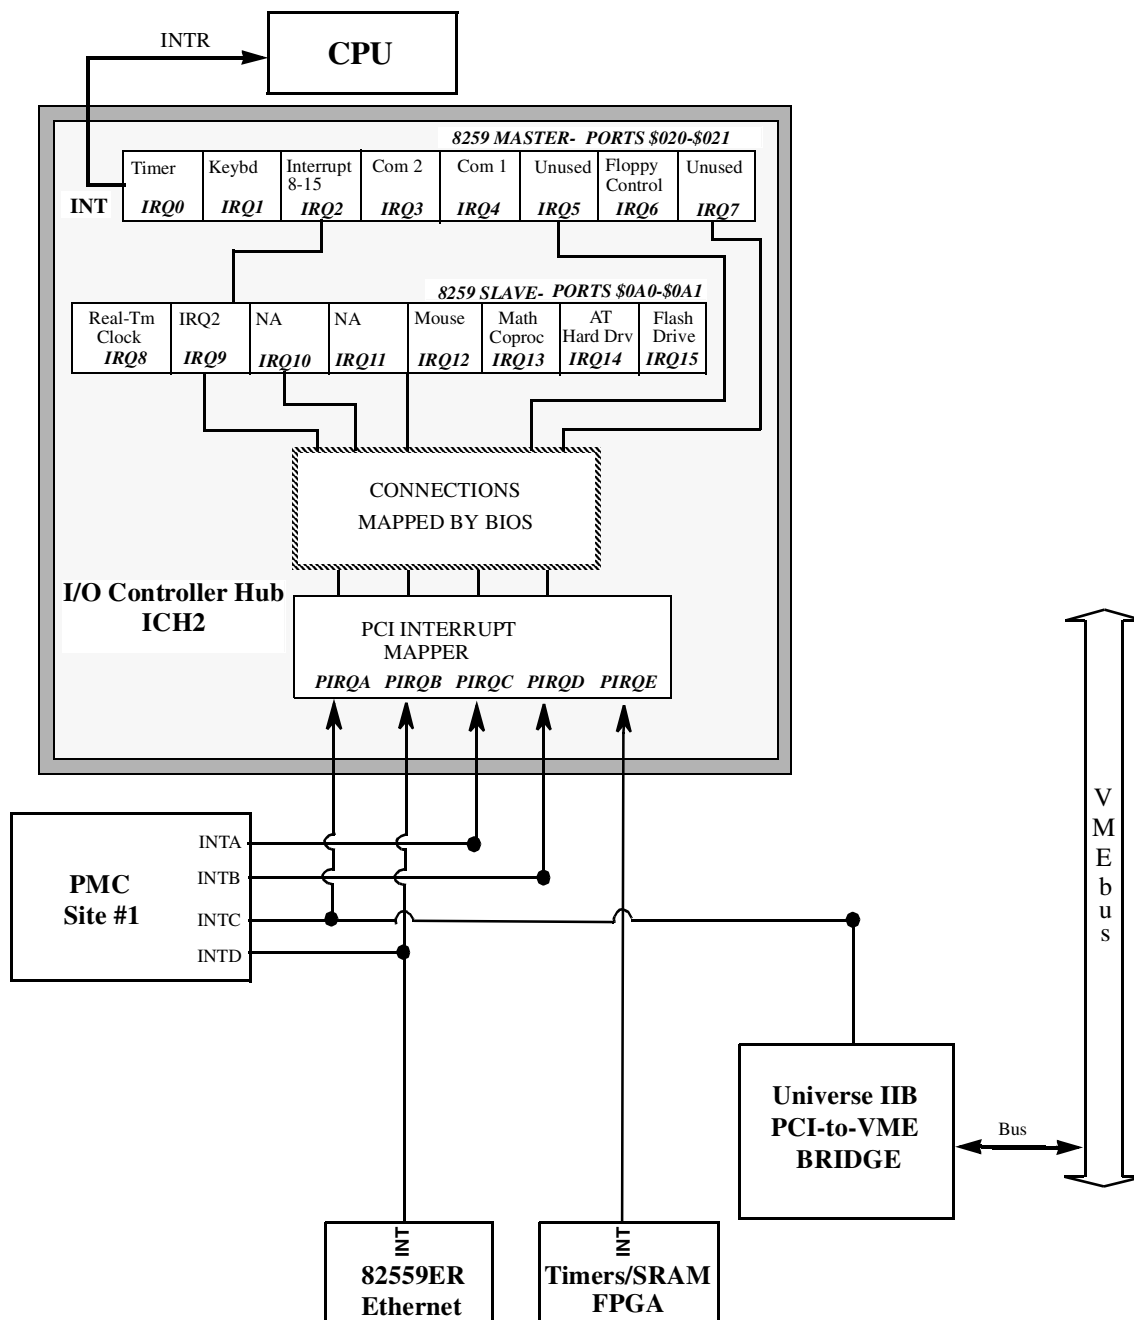 INTR
CPU
8259 MASTER- PORTS $020-$021
Timer
IRQ0
Keybd
IRQ1
Interrupt
8-15
IRQ2
Com 2
IRQ3
Com 1
IRQ4
Unused
IRQ5
Floppy
Control
IRQ6
Unused
IRQ7
INT
8259 SLAVE- PORTS $0A0-$0A1
Real-Tm
Clock
IRQ8
IRQ2
IRQ9
NA
IRQ10
NA
IRQ11
Mouse
IRQ12
Math
Coproc
IRQ13
AT
Hard Drv
IRQ14
Flash
Drive
IRQ15
CONNECTIONS
MAPPED BY BIOS
I/O Controller Hub
ICH2
PCI INTERRUPT
MAPPER
PIRQA PIRQB PIRQC PIRQD PIRQE
PMC
Site #1
INTA
INTB
INTC
INTD
VMEbus
Universe IIB
PCI-to-VME
BRIDGE
Bus
INT
82559ER
Ethernet
INT
Timers/SRAM
FPGA